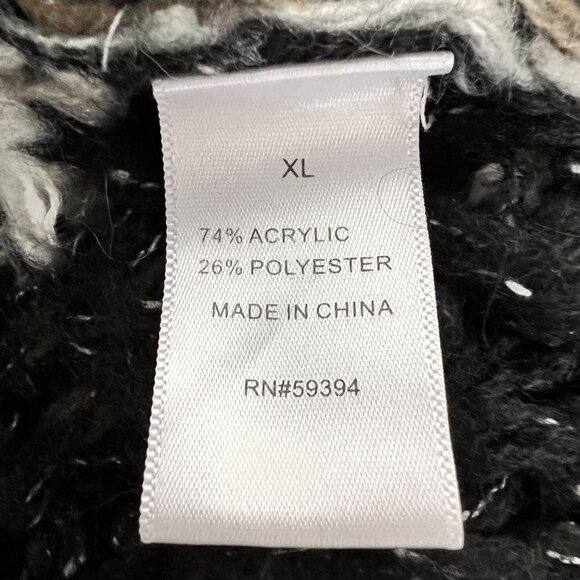 XL
74% ACRYLIC
26% POLYESTER
MADE IN CHINA
RN#59394